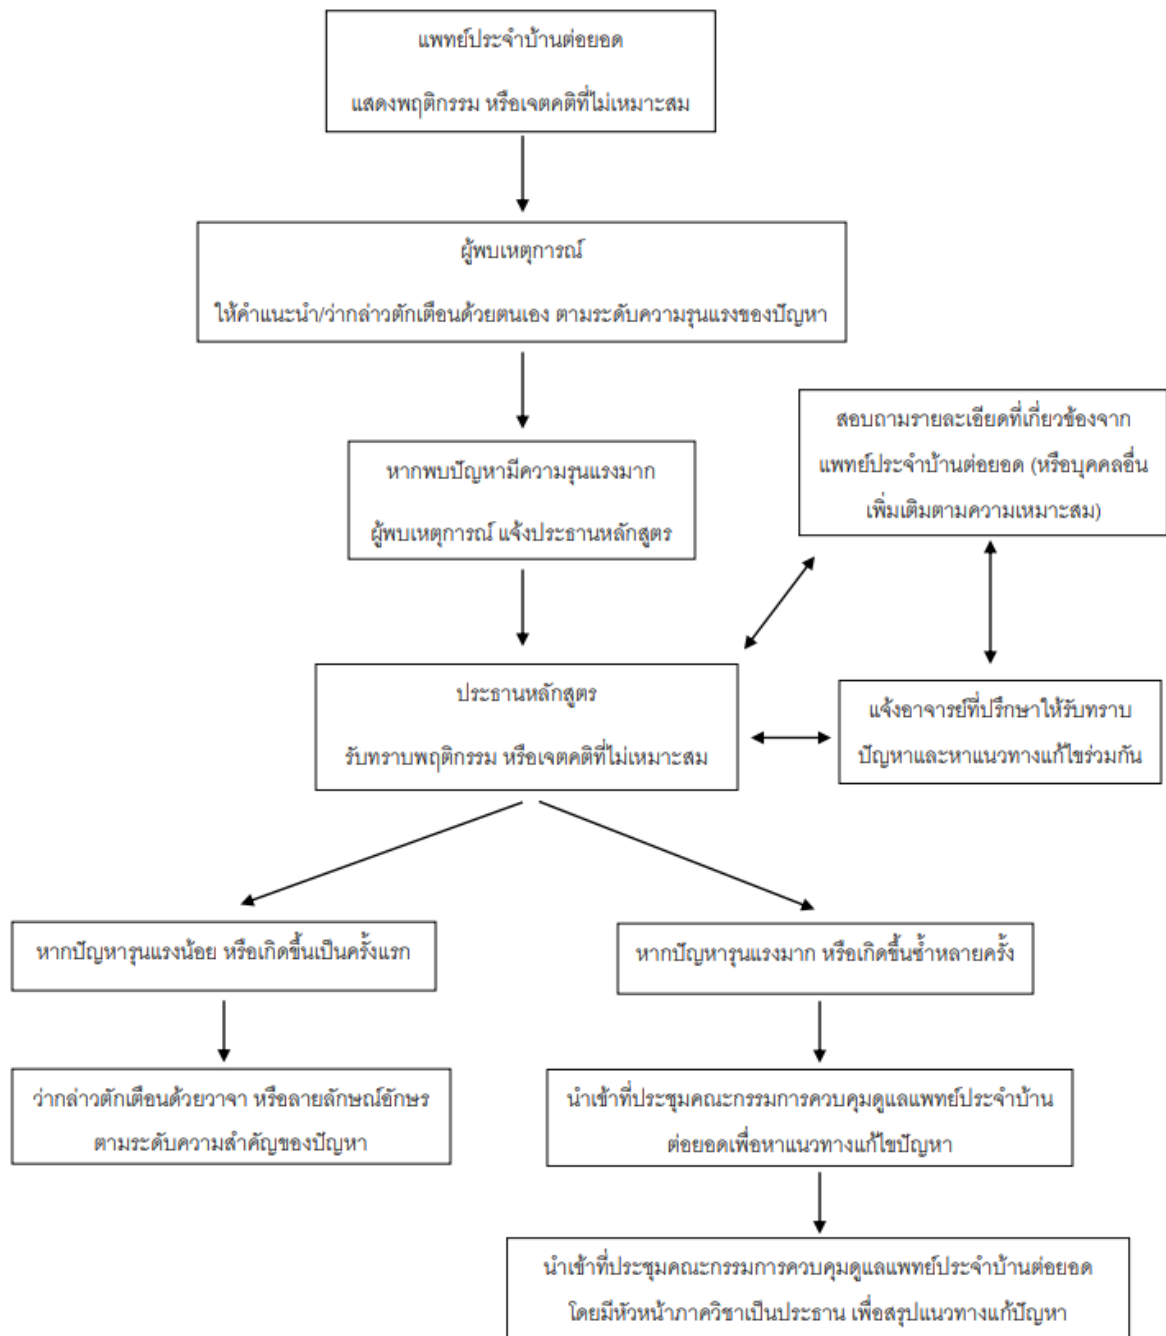 แพทย์ประจำบ้านต่อยอด
แสดงพฤติกรรม หรือเจตคติที่ไม่เหมาะสม
ผู้พบเหตุการณ์
ให้คำแนะนำ/ว่ากล่าวตักเตือนด้วยตนเอง ตามระดับความรุนแรงของปัญหา
หากพบปัญหามีความรุนแรงมาก
ผู้พบเหตุการณ์ แจ้งประธานหลักสูตร
สอบถามรายละเอียดที่เกี่ยวข้องจาก
แพทย์ประจำบ้านต่อยอด (หรือบุคคลอื่น
เพิ่มเติมตามความเหมาะสม)
ประธานหลักสูตร
รับทราบพฤติกรรม หรือเจตคติที่ไม่เหมาะสม
แจ้งอาจารย์ที่ปรึกษาให้รับทราบ
ปัญหาและหาแนวทางแก้ไขร่วมกัน
หากปัญหารุนแรงน้อย หรือเกิดขึ้นเป็นครั้งแรก
ว่ากล่าวตักเตือนด้วยวาจา หรือลายลักษณ์อักษร
ตามระดับความสำคัญของปัญหา
หากปัญหารุนแรงมาก หรือเกิดขึ้นซ้ำหลายครั้ง
นำเข้าที่ประชุมคณะกรรมการควบคุมดูแลแพทย์ประจำบ้าน
ต่อยอดเพื่อหาแนวทางแก้ไขปัญหา
นำเข้าที่ประชุมคณะกรรมการควบคุมดูแลแพทย์ประจำบ้านต่อยอด
โดยมีหัวหน้าภาควิชาเป็นประธาน เพื่อสรุปแนวทางแก้ปัญหา